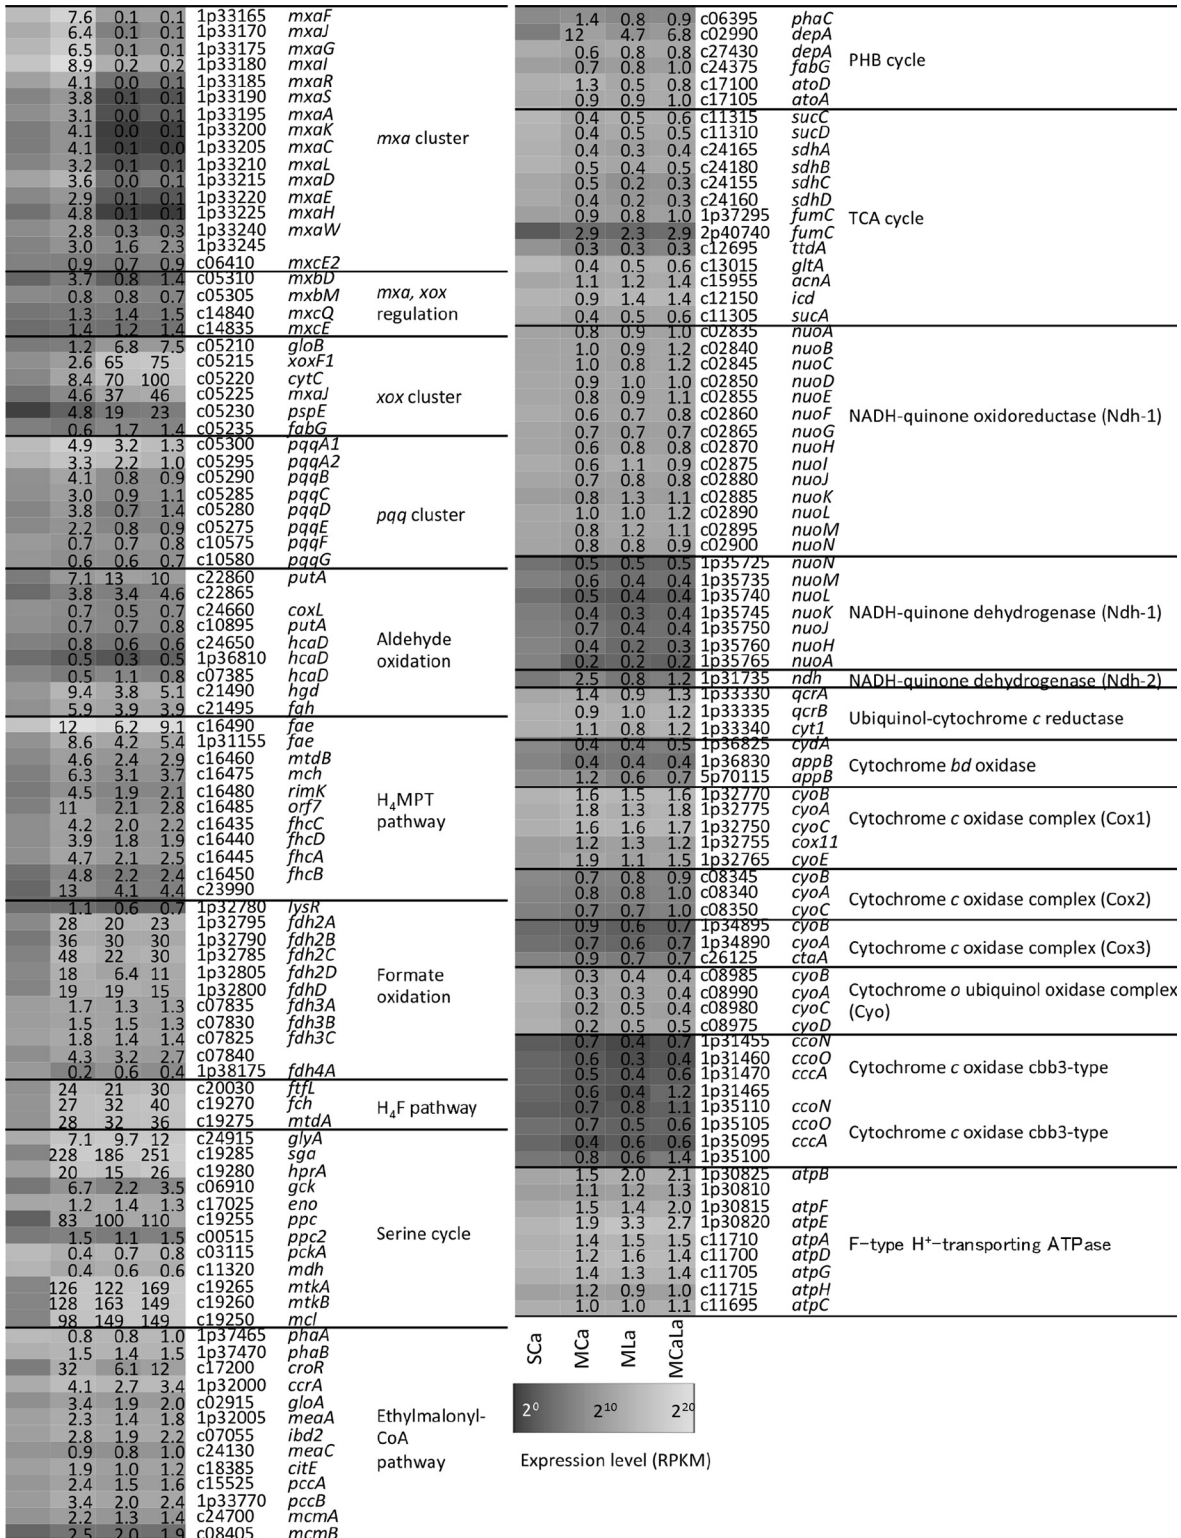 7.6 0.1 0.1 1p33165 mxaF
6.4 0.1 0.1 1p33170 mxaJ
6.5 0.1 0.1 1p33175 mxaG
8.9 0.2 0.2 1p33180 mxaI
4.1 0.0 0.1 1p33185 mxaR
3.8 0.1 0.1 1p33190 mxaS
3.1 0.0 0.1 1p33195 mxaA
4.1 0.0 0.1 1p33200 mxaK
mxa cluster
4.1 0.1 0.0 1p33205 mxaC
3.2 0.1 0.1 1p33210 mxaL
3.6 0.0 0.1 1p33215 mxaD
2.9 0.1 0.1 1p33220 mxaE
4.8 0.1 0.1 1p33225 mxaH
2.8 0.3 0.3 1p33240 mxaW
3.0 1.6 2.3 1p33245
0.9 0.7 0.9 c06410 mxcE2
3.7 0.8 1.4 c05310 mxbD
0.8 0.8 0.7 c05305 mxbM
mxa, xox
regulation
1.3 1.4 1.5 c14840 mxcQ
1.4 1.2 1.4 c14835 mxcE
1.2 6.8 7.5 c05210 gloB
2.6 65 75 c05215 xoxF1
8.4 70 100 c05220 cytC
xox cluster
4.6 37 46 c05225 mxaJ
4.8 19 23 c05230 pspE
0.6 1.7 1.4 c05235 fabG
4.9 3.2 1.3 c05300 pqqA1
3.3 2.2 1.0 c05295 pqqA2
4.1 0.8 0.9 c05290 pqqB
3.0 0.9 1.1 c05285 pqqC
3.8 0.7 1.4 c05280 pqqD
pqq cluster
2.2 0.8 0.9 c05275 pqqE
0.7 0.7 0.8 c10575 pqqF
0.6 0.6 0.7 c10580 pqqG
7.1 13 10 c22860 putA
3.8 3.4 4.6 c22865
0.7 0.5 0.7 c24660 coxL
0.7 0.7 0.8 c10895 putA
0.8 0.6 0.6 c24650 hcaD
Aldehyde
oxidation
0.5 0.3 0.5 1p36810 hcaD
0.5 1.1 0.8 c07385 hcaD
9.4 3.8 5.1 c21490 hgd
5.9 3.9 3.9 c21495 fgh
12 6.2 9.1 c16490 fae
8.6 4.2 5.4 1p31155 fae
4.6 2.4 2.9 c16460 mtdB
6.3 3.1 3.7 c16475 mch
4.5 1.9 2.1 c16480 rimK
11 2.1 2.8 c16485 orf7
H4MPT
pathway
4.2 2.0 2.2 c16435 fhcC
3.9 1.8 1.9 c16440 fhcD
4.7 2.1 2.5 c16445 fhcA
4.8 2.2 2.4 c16450 fhcB
13 4.1 4.4 c23990
1.1 0.6 0.7 1p32780 lysR
28 20 23 1p32795 fdh2A
36 30 30 1p32790 fdh2B
48 22 30 1p32785 fdh2C
18 6.4 11 1p32805 fdh2D
Formate
oxidation
19 19 15 1p32800 fdhD
1.7 1.3 1.3 c07835 fdh3A
1.5 1.5 1.3 c07830 fdh3B
1.8 1.4 1.4 c07825 fdh3C
4.3 3.2 2.7 c07840
0.2 0.6 0.4 1p38175 fdh4A
24 21 30 c20030 ftfL
27 32 40 c19270 fch
H4F pathway
28 32 36 c19275 mtdA
7.1 9.7 12 c24915 glyA
228 186 251 c19285 sga
20 15 26 c19280 hprA
6.7 2.2 3.5 c06910 gck
1.2 1.4 1.3 c17025 eno
83 100 110 c19255 ppc
Serine cycle
1.5 1.1 1.5 c00515 ppc2
0.4 0.7 0.8 c03115 pckA
0.4 0.6 0.6 c11320 mdh
126 122 169 c19265 mtkA
128 163 149 c19260 mtkB
98 149 149 c19250 mcl
0.8 0.8 1.0 1p37465 phaA
1.5 1.4 1.5 1p37470 phaB
32 6.1 12 c17200 croR
4.1 2.7 3.4 1p32000 ccrA
3.4 1.9 2.0 c02915 gloA
2.3 1.4 1.8 1p32005 meaA
Ethylmalonyl-
CoA
pathway
2.8 1.9 2.2 c07055 ibd2
0.9 0.8 1.0 c24130 meaC
1.9 1.0 1.2 c18385 citE
2.4 1.5 1.6 c15525 pccA
3.4 2.0 2.4 1p33770 pccB
2.2 1.3 1.4 c24700 mcmA
2.5 2.0 1.9 c08405 mcmB
1.4 0.8 0.9 c06395 phaC
12 4.7 6.8 c02990 depA
0.6 0.8 0.8 c27430 depA
PHB cycle
0.7 0.8 1.0 c24375 fabG
1.3 0.5 0.8 c17100 atoD
0.9 0.9 1.0 c17105 atoA
0.4 0.5 0.6 c11315 sucC
0.4 0.5 0.5 c11310 sucD
0.4 0.3 0.4 c24165 sdhA
0.5 0.4 0.5 c24180 sdhB
0.5 0.2 0.3 c24155 sdhC
0.4 0.2 0.3 c24160 sdhD
0.9 0.8 1.0 1p37295 fumC
TCA cycle
2.9 2.3 2.9 2p40740 fumC
0.3 0.3 0.3 c12695 ttdA
0.4 0.5 0.6 c13015 gltA
1.1 1.2 1.4 c15955 acnA
0.9 1.4 1.4 c12150 icd
0.4 0.5 0.6 c11305 sucA
0.8 0.9 1.0 c02835 nuoA
1.0 0.9 1.2 c02840 nuoB
1.0 0.8 1.2 c02845 nuoC
0.9 1.0 1.0 c02850 nuoD
0.8 0.9 1.1 c02855 nuoE
0.6 0.7 0.8 c02860 nuoF
NADH-quinone oxidoreductase (Ndh-1)
0.7 0.7 0.7 c02865 nuoG
0.6 0.8 0.8 c02870 nuoH
0.6 1.1 0.9 c02875 nuoI
0.7 0.8 0.8 c02880 nuoJ
0.8 1.3 1.1 c02885 nuoK
1.0 1.0 1.2 c02890 nuoL
0.8 1.2 1.1 c02895 nuoM
0.8 0.8 0.9 c02900 nuoN
0.5 0.5 0.5 1p35725 nuoN
0.6 0.4 0.4 1p35735 nuoM
0.5 0.4 0.4 1p35740 nuoL
0.4 0.3 0.4 1p35745 nuoK
NADH-quinone dehydrogenase (Ndh-1)
0.7 0.4 0.4 1p35750 nuoJ
0.4 0.2 0.3 1p35760 nuoH
0.2 0.2 0.2 1p35765 nuoA
2.5 0.8 1.2 1p31735 ndh NADH-quinone dehydrogenase (Ndh-2)
1.4 0.9 1.3 1p33330 qcrA
0.9 1.0 1.2 1p33335 qcrB
Ubiquinol-cytochrome c reductase
1.1 0.8 1.2 1p33340 cyt1
0.4 0.4 0.5 1p36825 cydA
0.4 0.4 0.4 1p36830 appB
Cytochrome bd oxidase
1.2 0.6 0.7 5p70115 appB
1.6 1.5 1.6 1p32770 cyoB
1.8 1.3 1.8 1p32775 cyoA
1.6 1.6 1.7 1p32750 cyoC
Cytochrome c oxidase complex (Cox1)
1.2 1.3 1.2 1p32755 cox11
1.9 1.1 1.5 1p32765 cyoE
0.7 0.8 0.9 c08345 cyoB
0.8 0.8 1.0 c08340 cyoA
Cytochrome c oxidase complex (Cox2)
0.7 0.7 1.0 c08350 cyoC
0.9 0.6 0.7 1p34895 cyoB
0.7 0.6 0.7 1p34890 cyoA
Cytochrome c oxidase complex (Cox3)
0.9 0.7 0.7 c26125 ctaA
0.3 0.4 0.4 c08985 cyoB
0.3 0.3 0.4 c08990 cyoA
Cytochrome o ubiquinol oxidase complex
(Cyo)
0.2 0.5 0.4 c08980 cyoC
0.2 0.5 0.5 c08975 cyoD
0.7 0.4 0.7 1p31455 ccoN
0.6 0.3 0.4 1p31460 ccoO
Cytochrome c oxidase cbb3-type
0.5 0.4 0.6 1p31470 cccA
0.6 0.4 1.2 1p31465
0.7 0.8 1.1 1p35110 ccoN
0.7 0.5 0.6 1p35105 ccoO
Cytochrome c oxidase cbb3-type
0.4 0.6 0.6 1p35095 cccA
0.8 0.6 1.4 1p35100
1.5 2.0 2.1 1p30825 atpB
1.1 1.2 1.3 1p30810
1.5 1.4 2.0 1p30815 atpF
1.9 3.3 2.7 1p30820 atpE
1.4 1.5 1.5 c11710 atpA
F-type H+-transporting ATPase
1.2 1.6 1.4 c11700 atpD
1.4 1.3 1.4 c11705 atpG
1.2 0.9 1.0 c11715 atpH
1.0 1.0 1.1 c11695 atpC
SCa MCa MLa MCaLa
2^0 2^10 2^20
Expression level (RPKM)